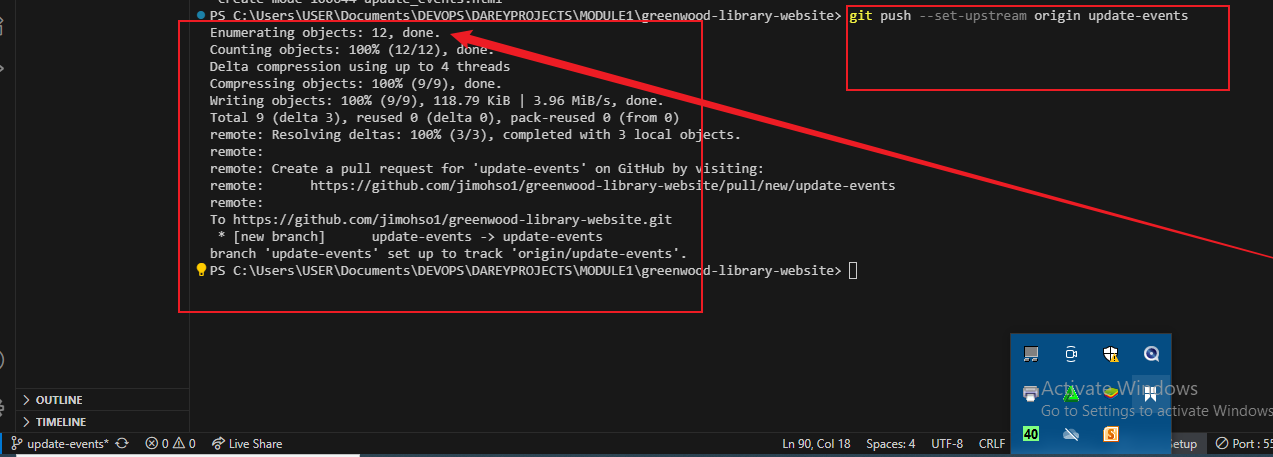 create mode 100644 update_events.html
PS C:\Users\USER\Documents\DEVOPS\DAREYPROJECTS\MODULE1\greenwood-library-website> git push --set-upstream origin update-events
Enumerating objects: 12, done.
Counting objects: 100% (12/12), done.
Delta compression using up to 4 threads
Compressing objects: 100% (9/9), done.
Writing objects: 100% (9/9), 118.79 KiB | 3.96 MiB/s, done.
Total 9 (delta 3), reused 0 (delta 0), pack-reused 0 (from 0)
remote: Resolving deltas: 100% (3/3), completed with 3 local objects.
remote:
remote: Create a pull request for 'update-events' on GitHub by visiting:
remote:      https://github.com/jimohso1/greenwood-library-website/pull/new/update-events
remote:
To https://github.com/jimohso1/greenwood-library-website.git
 * [new branch]      update-events -> update-events
branch 'update-events' set up to track 'origin/update-events'.
PS C:\Users\USER\Documents\DEVOPS\DAREYPROJECTS\MODULE1\greenwood-library-website>
Activate Windows
Go to Settings to activate Windows
40
S
OUTLINE
TIMELINE
update-events* 0 0 Live Share Ln 90, Col 18 Spaces: 4 UTF-8 CRLF Setup Port : 55